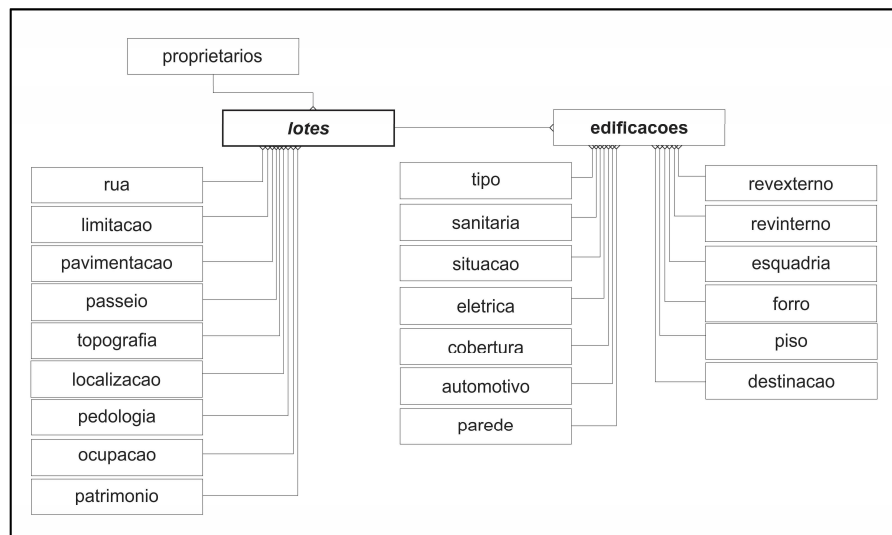 proprietarios
lotes
edificacoes
rua
limitacao
pavimentacao
passeio
topografia
localizacao
pedologia
ocupacao
patrimonio
tipo
sanitaria
situacao
eletrica
cobertura
automotivo
parede
revexterno
revinterno
esquadria
forro
piso
destinacao